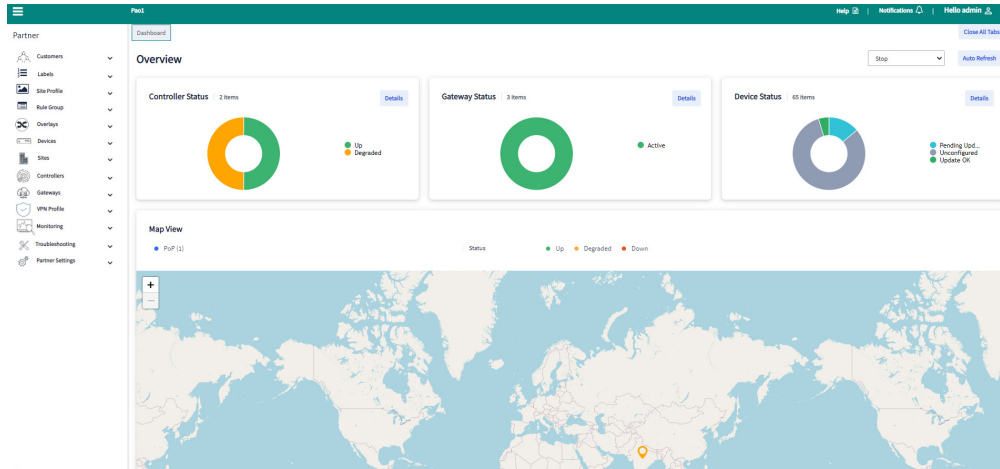 Pao1
Help | Notifications | Hello admin
Partner
Dashboard
Close All Tabs
Customers
Labels
Site Profile
Rule Group
Overlays
Devices
Sites
Controllers
Gateways
VPN Profile
Monitoring
Troubleshooting
Partner Settings
Overview
Stop
Auto Refresh
Controller Status | 2 Items
Details
Up
Degraded
Gateway Status | 3 Items
Details
Active
Device Status | 65 Items
Details
Pending Upd...
Unconfigured
Update OK
Map View
PoP (1)
Status
Up
Degraded
Down
+
−